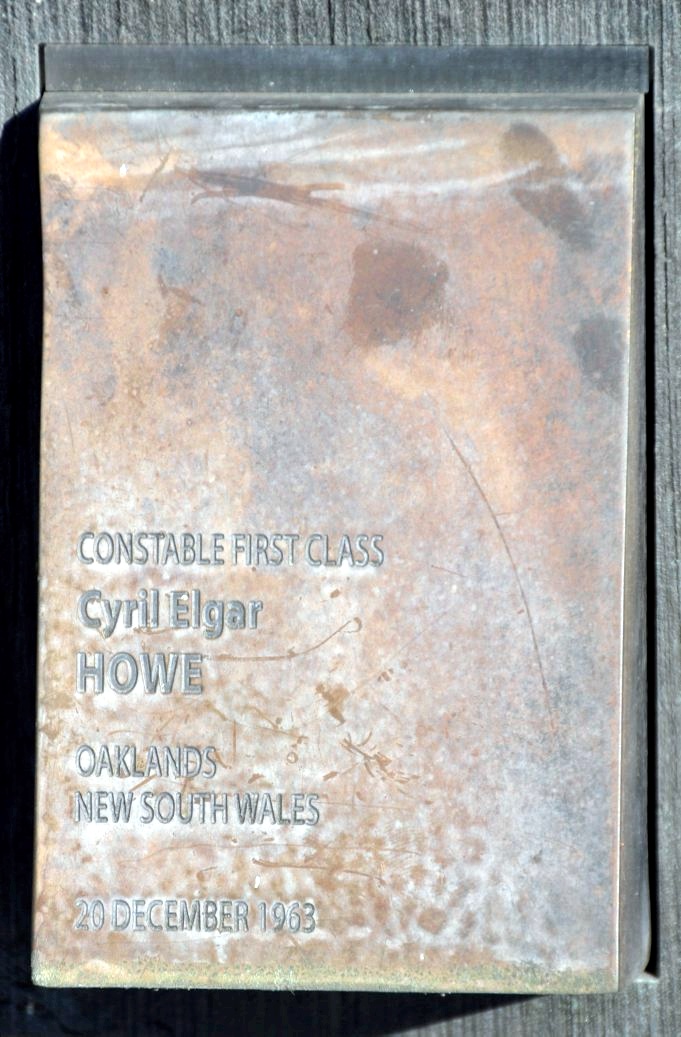 CONSTABLE FIRST CLASS
Cyril Elgar
HOWE
OAKLANDS
NEW SOUTH WALES
20 DECEMBER 1963